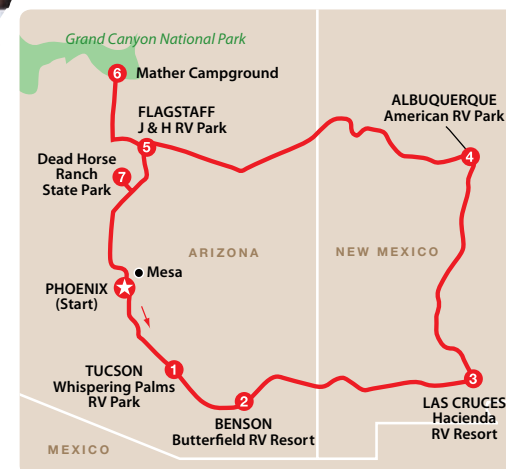 Grand Canyon National Park
6
Mather Campground
FLAGSTAFF
J & H RV Park
5
ALBUQUERQUE
American RV Park
4
Dead Horse
Ranch
State Park
7
ARIZONA
NEW MEXICO
Mesa
PHOENIX
(Start)
TUCSON
Whispering Palms
RV Park
1
2
BENSON
Butterfield RV Resort
3
LAS CRUCES
Hacienda
RV Resort
MEXICO